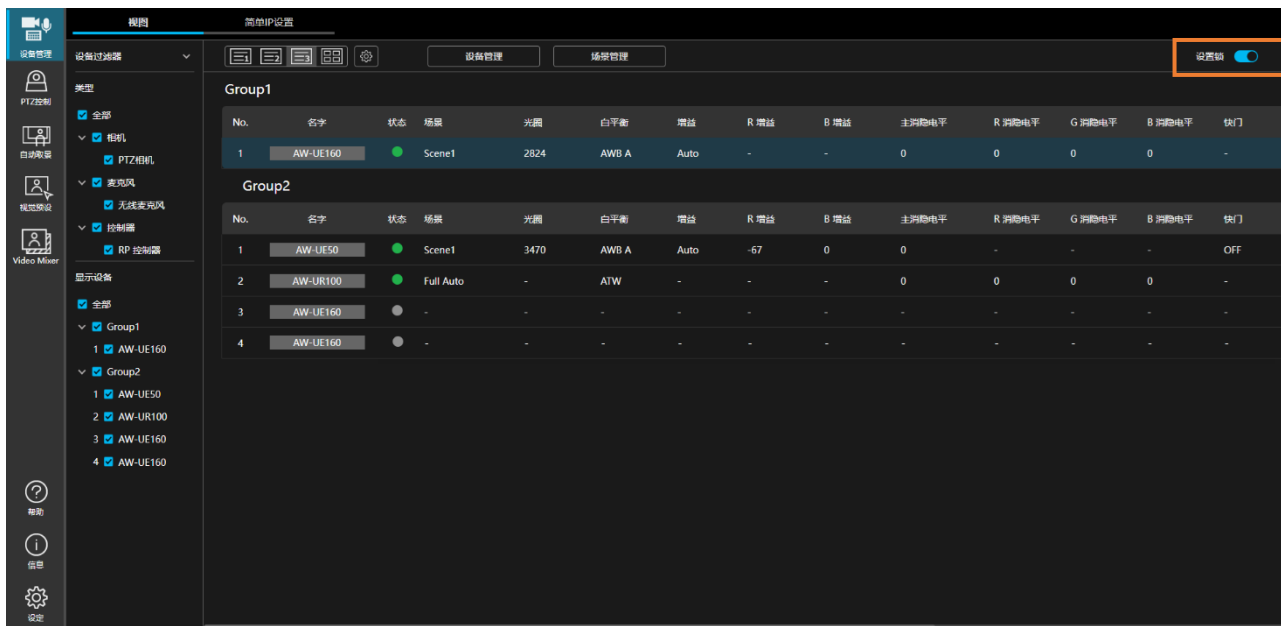 视图 简单IP设置
设备管理
PTZ控制
自动取景
视觉预设
Video Mixer
帮助
信息
设定
设备过滤器
类型
全部
相机
PTZ相机
麦克风
无线麦克风
控制器
RP 控制器
显示设备
全部
Group1
1 AW-UE160
Group2
1 AW-UE50
2 AW-UR100
3 AW-UE160
4 AW-UE160
1 2 3 设备管理 场景管理 设置锁
Group1
No. 名字 状态 场景 光圈 白平衡 增益 R 增益 B 增益 主消隐电平 R 消隐电平 G 消隐电平 B 消隐电平 快门
1 AW-UE160 Scene1 2824 AWB A Auto - - 0 0 0 0 -
Group2
No. 名字 状态 场景 光圈 白平衡 增益 R 增益 B 增益 主消隐电平 R 消隐电平 G 消隐电平 B 消隐电平 快门
1 AW-UE50 Scene1 3470 AWB A Auto -67 0 0 - - - OFF
2 AW-UR100 Full Auto - ATW - - - 0 0 0 0 -
3 AW-UE160 - - - - - - - - - - -
4 AW-UE160 - - - - - - - - - - -